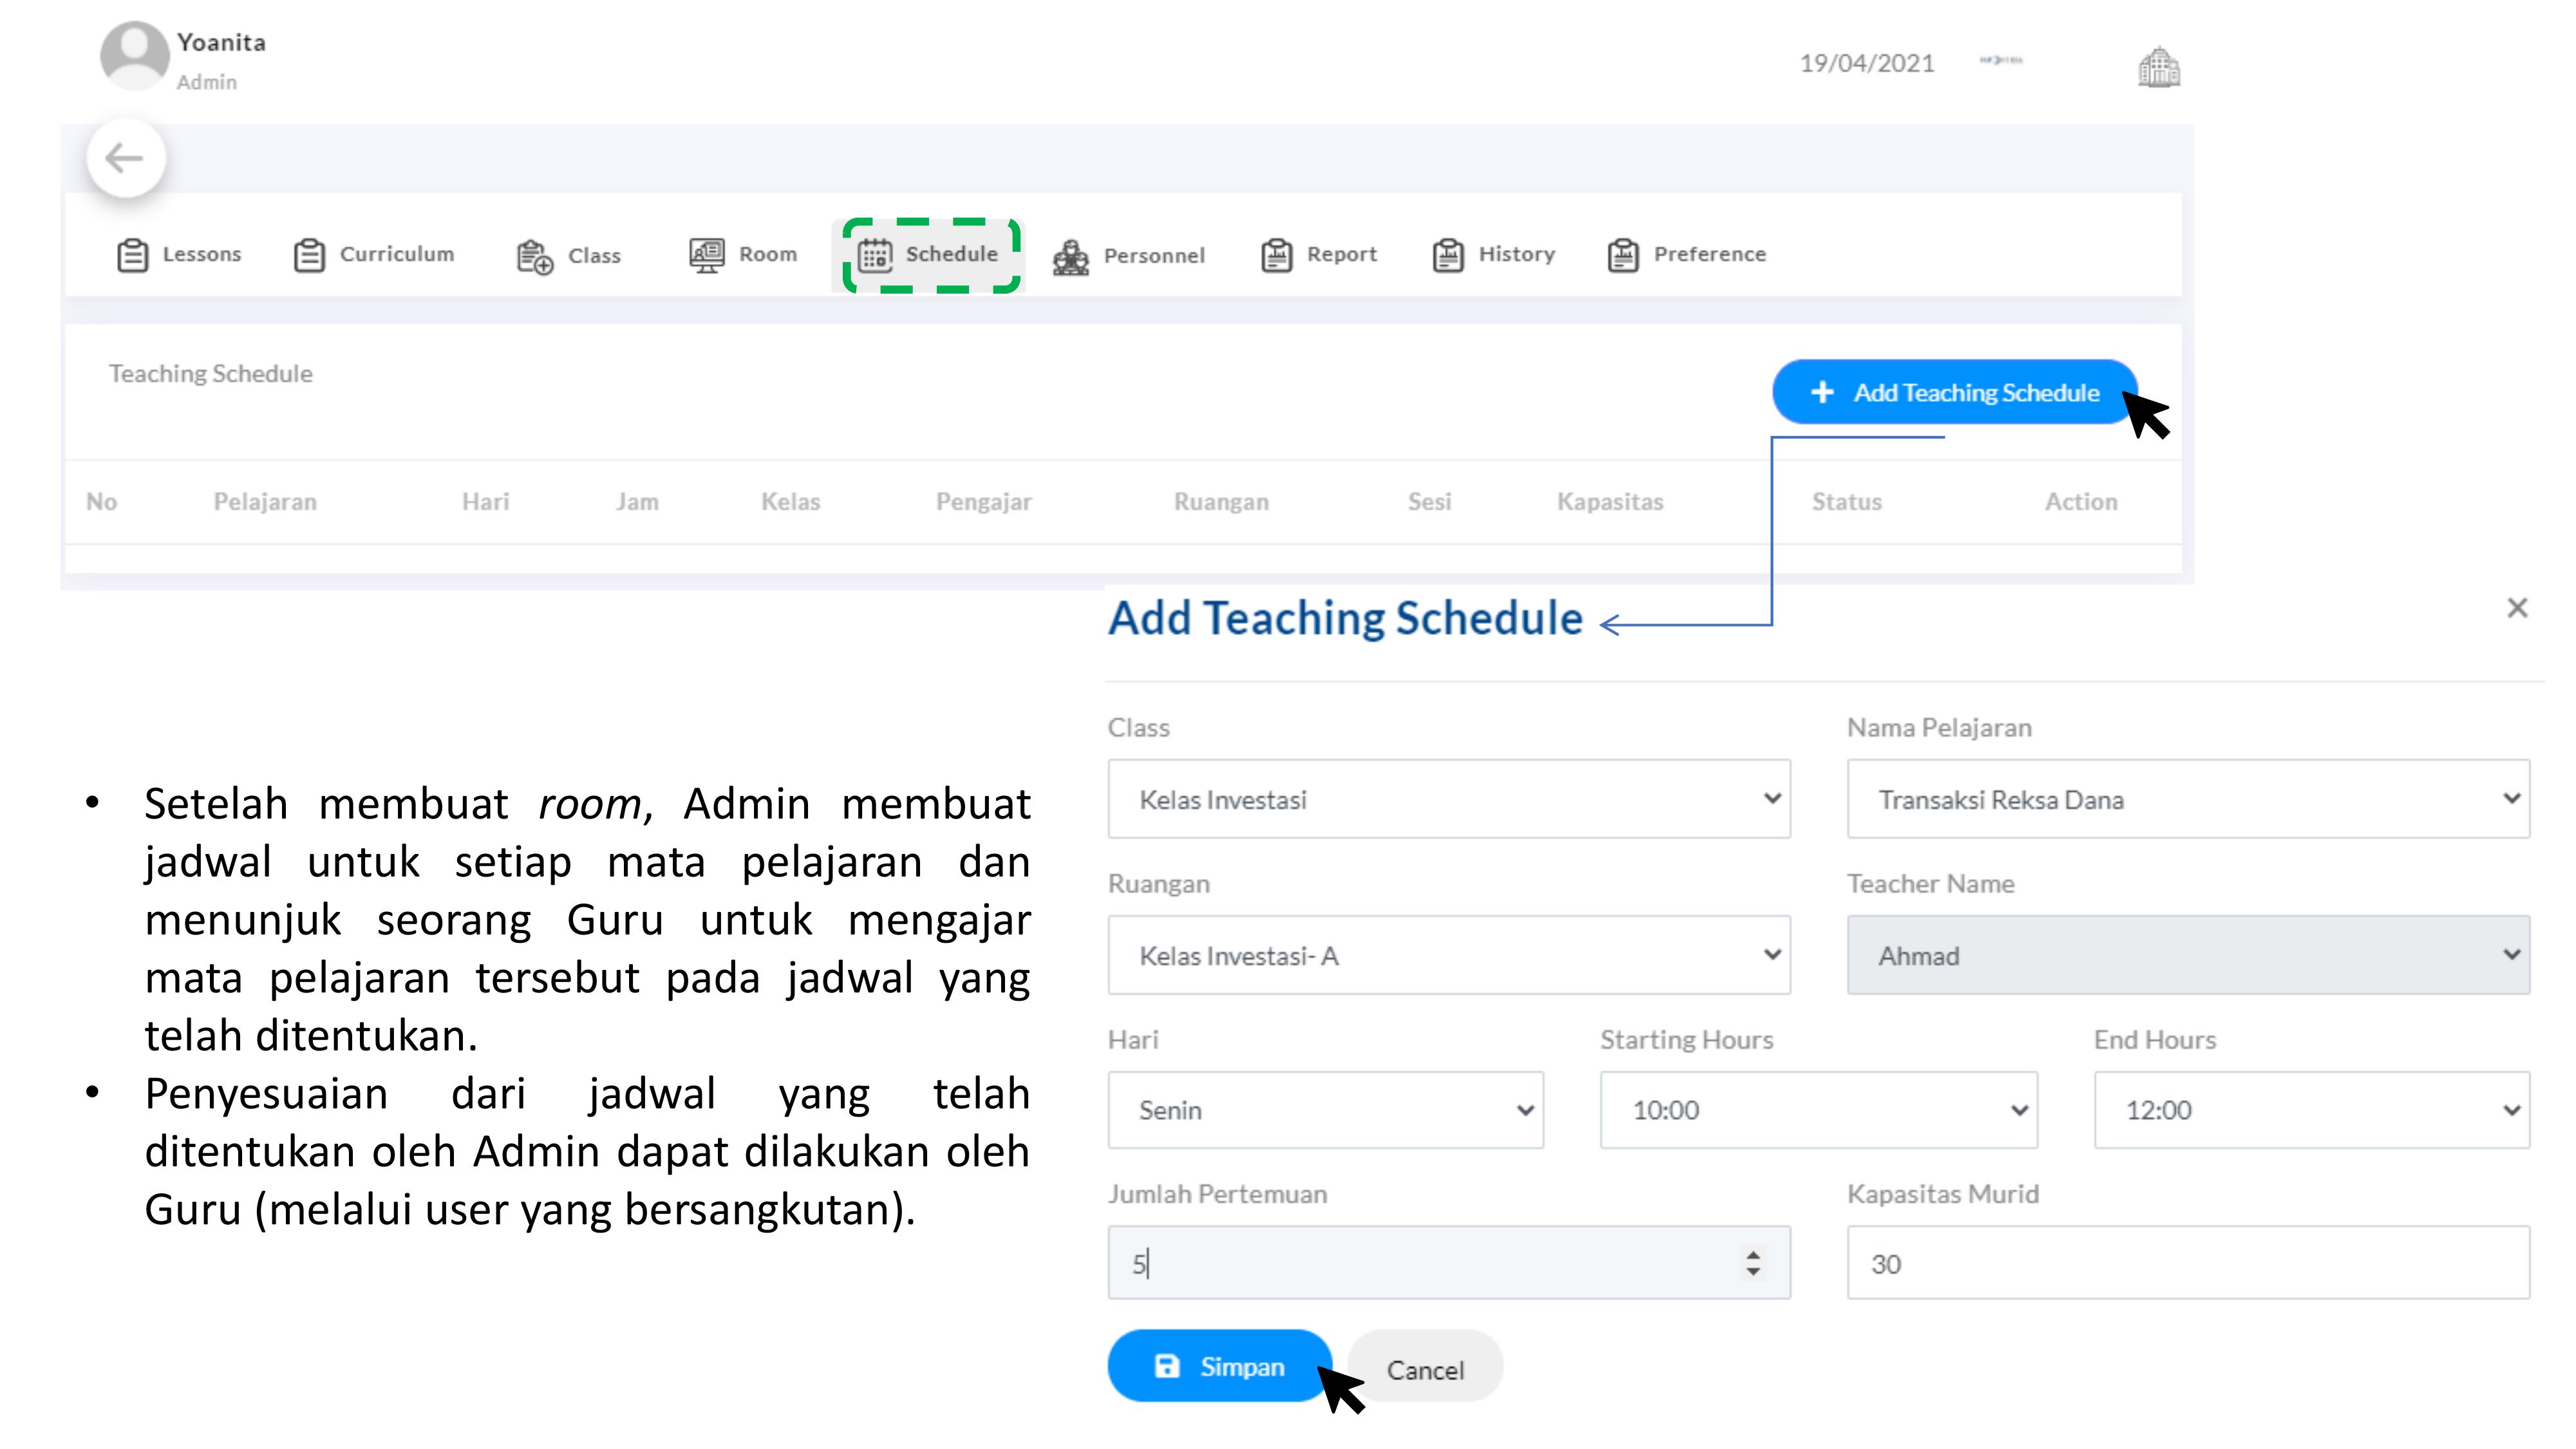 Yoanita
Admin
19/04/2021
Lessons Curriculum Class Room Schedule Personnel Report History Preference
Teaching Schedule
Add Teaching Schedule
No Pelajaran Hari Jam Kelas Pengajar Ruangan Sesi Kapasitas Status Action
• Setelah membuat room, Admin membuat
jadwal untuk setiap mata pelajaran dan
menunjuk seorang Guru untuk mengajar
mata pelajaran tersebut pada jadwal yang
telah ditentukan.
• Penyesuaian dari jadwal yang telah
ditentukan oleh Admin dapat dilakukan oleh
Guru (melalui user yang bersangkutan).
Add Teaching Schedule ×
Class Nama Pelajaran
Kelas Investasi Transaksi Reksa Dana
Ruangan Teacher Name
Kelas Investasi- A Ahmad
Hari Starting Hours End Hours
Senin 10:00 12:00
Jumlah Pertemuan Kapasitas Murid
5 30
Simpan Cancel